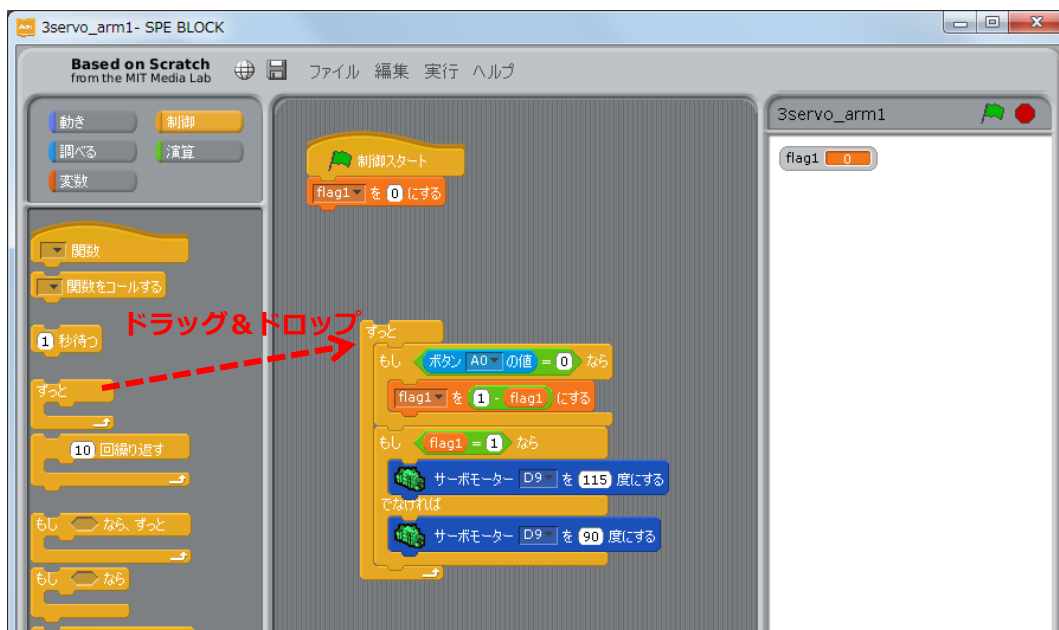 3servo_arm1- SPE BLOCK
Based on Scratch
from the MIT Media Lab
ファイル 編集 実行 ヘルプ
動き 制御
調べる 演算
変数
関数
関数をコールする
1 秒待つ
ずっと
10 回繰り返す
もし なら、ずっと
もし なら
制御スタート
flag1 を 0 にする
ドラッグ&ドロップ
ずっと
もし ボタン A0 の値 = 0 なら
flag1 を 1 - flag1 にする
もし flag1 = 1 なら
サーボモーター D9 を 115 度にする
でなければ
サーボモーター D9 を 90 度にする
3servo_arm1
flag1 0